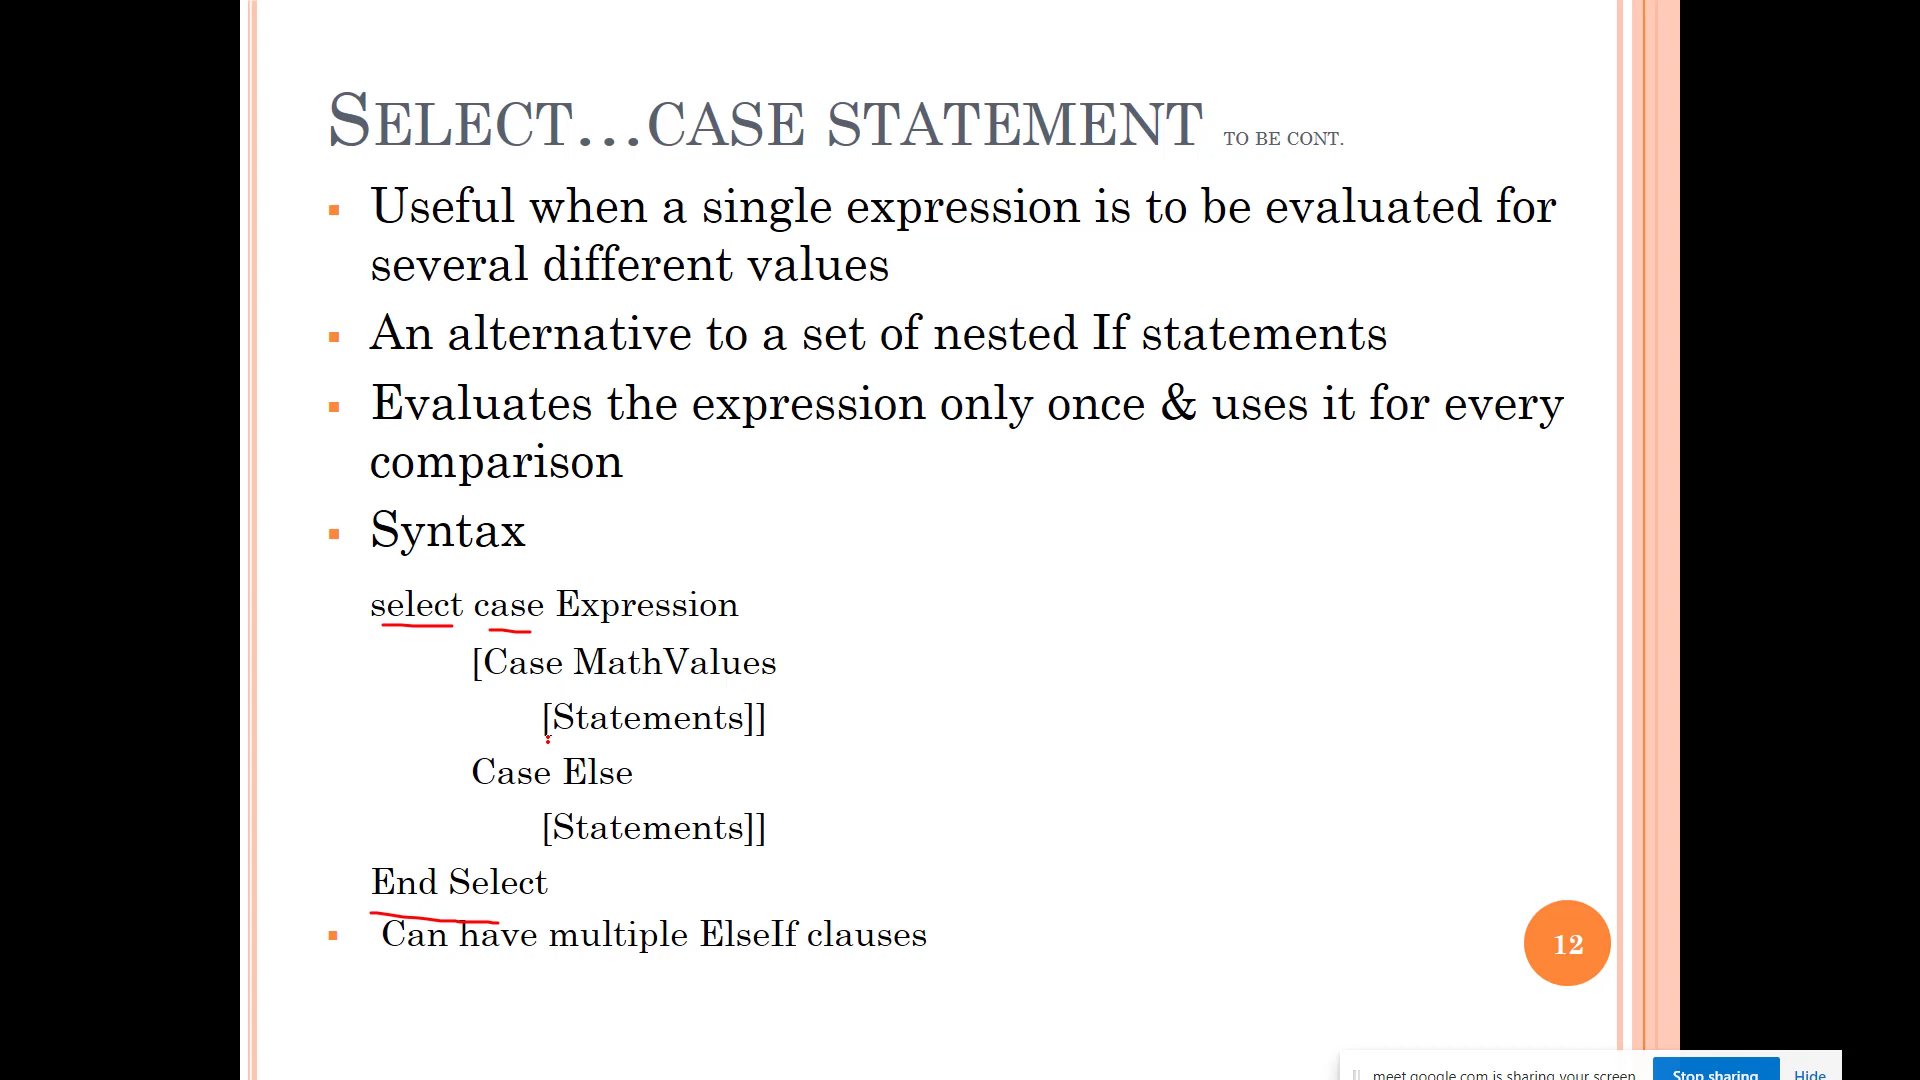 SELECT...CASE STATEMENT TO BE CONT.
▪ Useful when a single expression is to be evaluated for
several different values
▪ An alternative to a set of nested If statements
▪ Evaluates the expression only once & uses it for every
comparison
▪ Syntax
select case Expression
[Case MathValues
[Statements]]
Case Else
[Statements]]
End Select
▪ Can have multiple ElseIf clauses
12
meet.google.com is sharing your screen. Stop sharing Hide